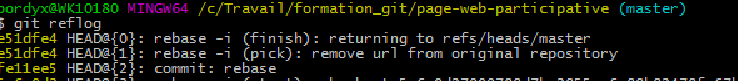 bordyx@WK10180 MINGW64 /c/Travail/formation_git/page-web-participative (master)
$ git reflog
e51dfe4 HEAD@{0}: rebase -i (finish): returning to refs/heads/master
e51dfe4 HEAD@{1}: rebase -i (pick): remove url from original repository
fe11ee5 HEAD@{2}: commit: rebase